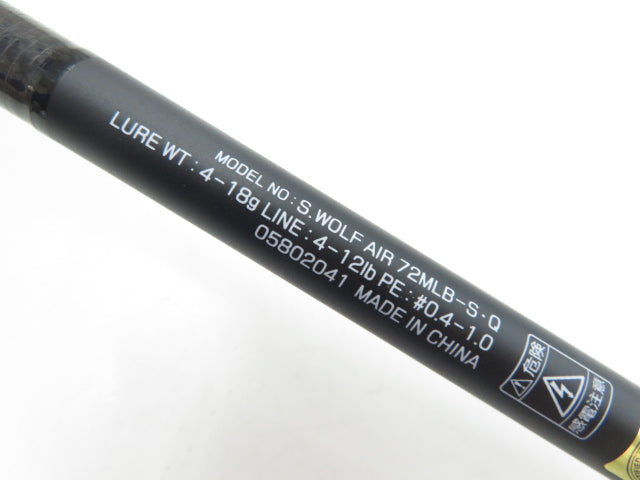 MODEL NO : S. WOLF AIR 72MLB-S・Q
LURE WT : 4-18g LINE : 4-12lb PE : #0.4-1.0
05802041 MADE IN CHINA
危険
感電注意